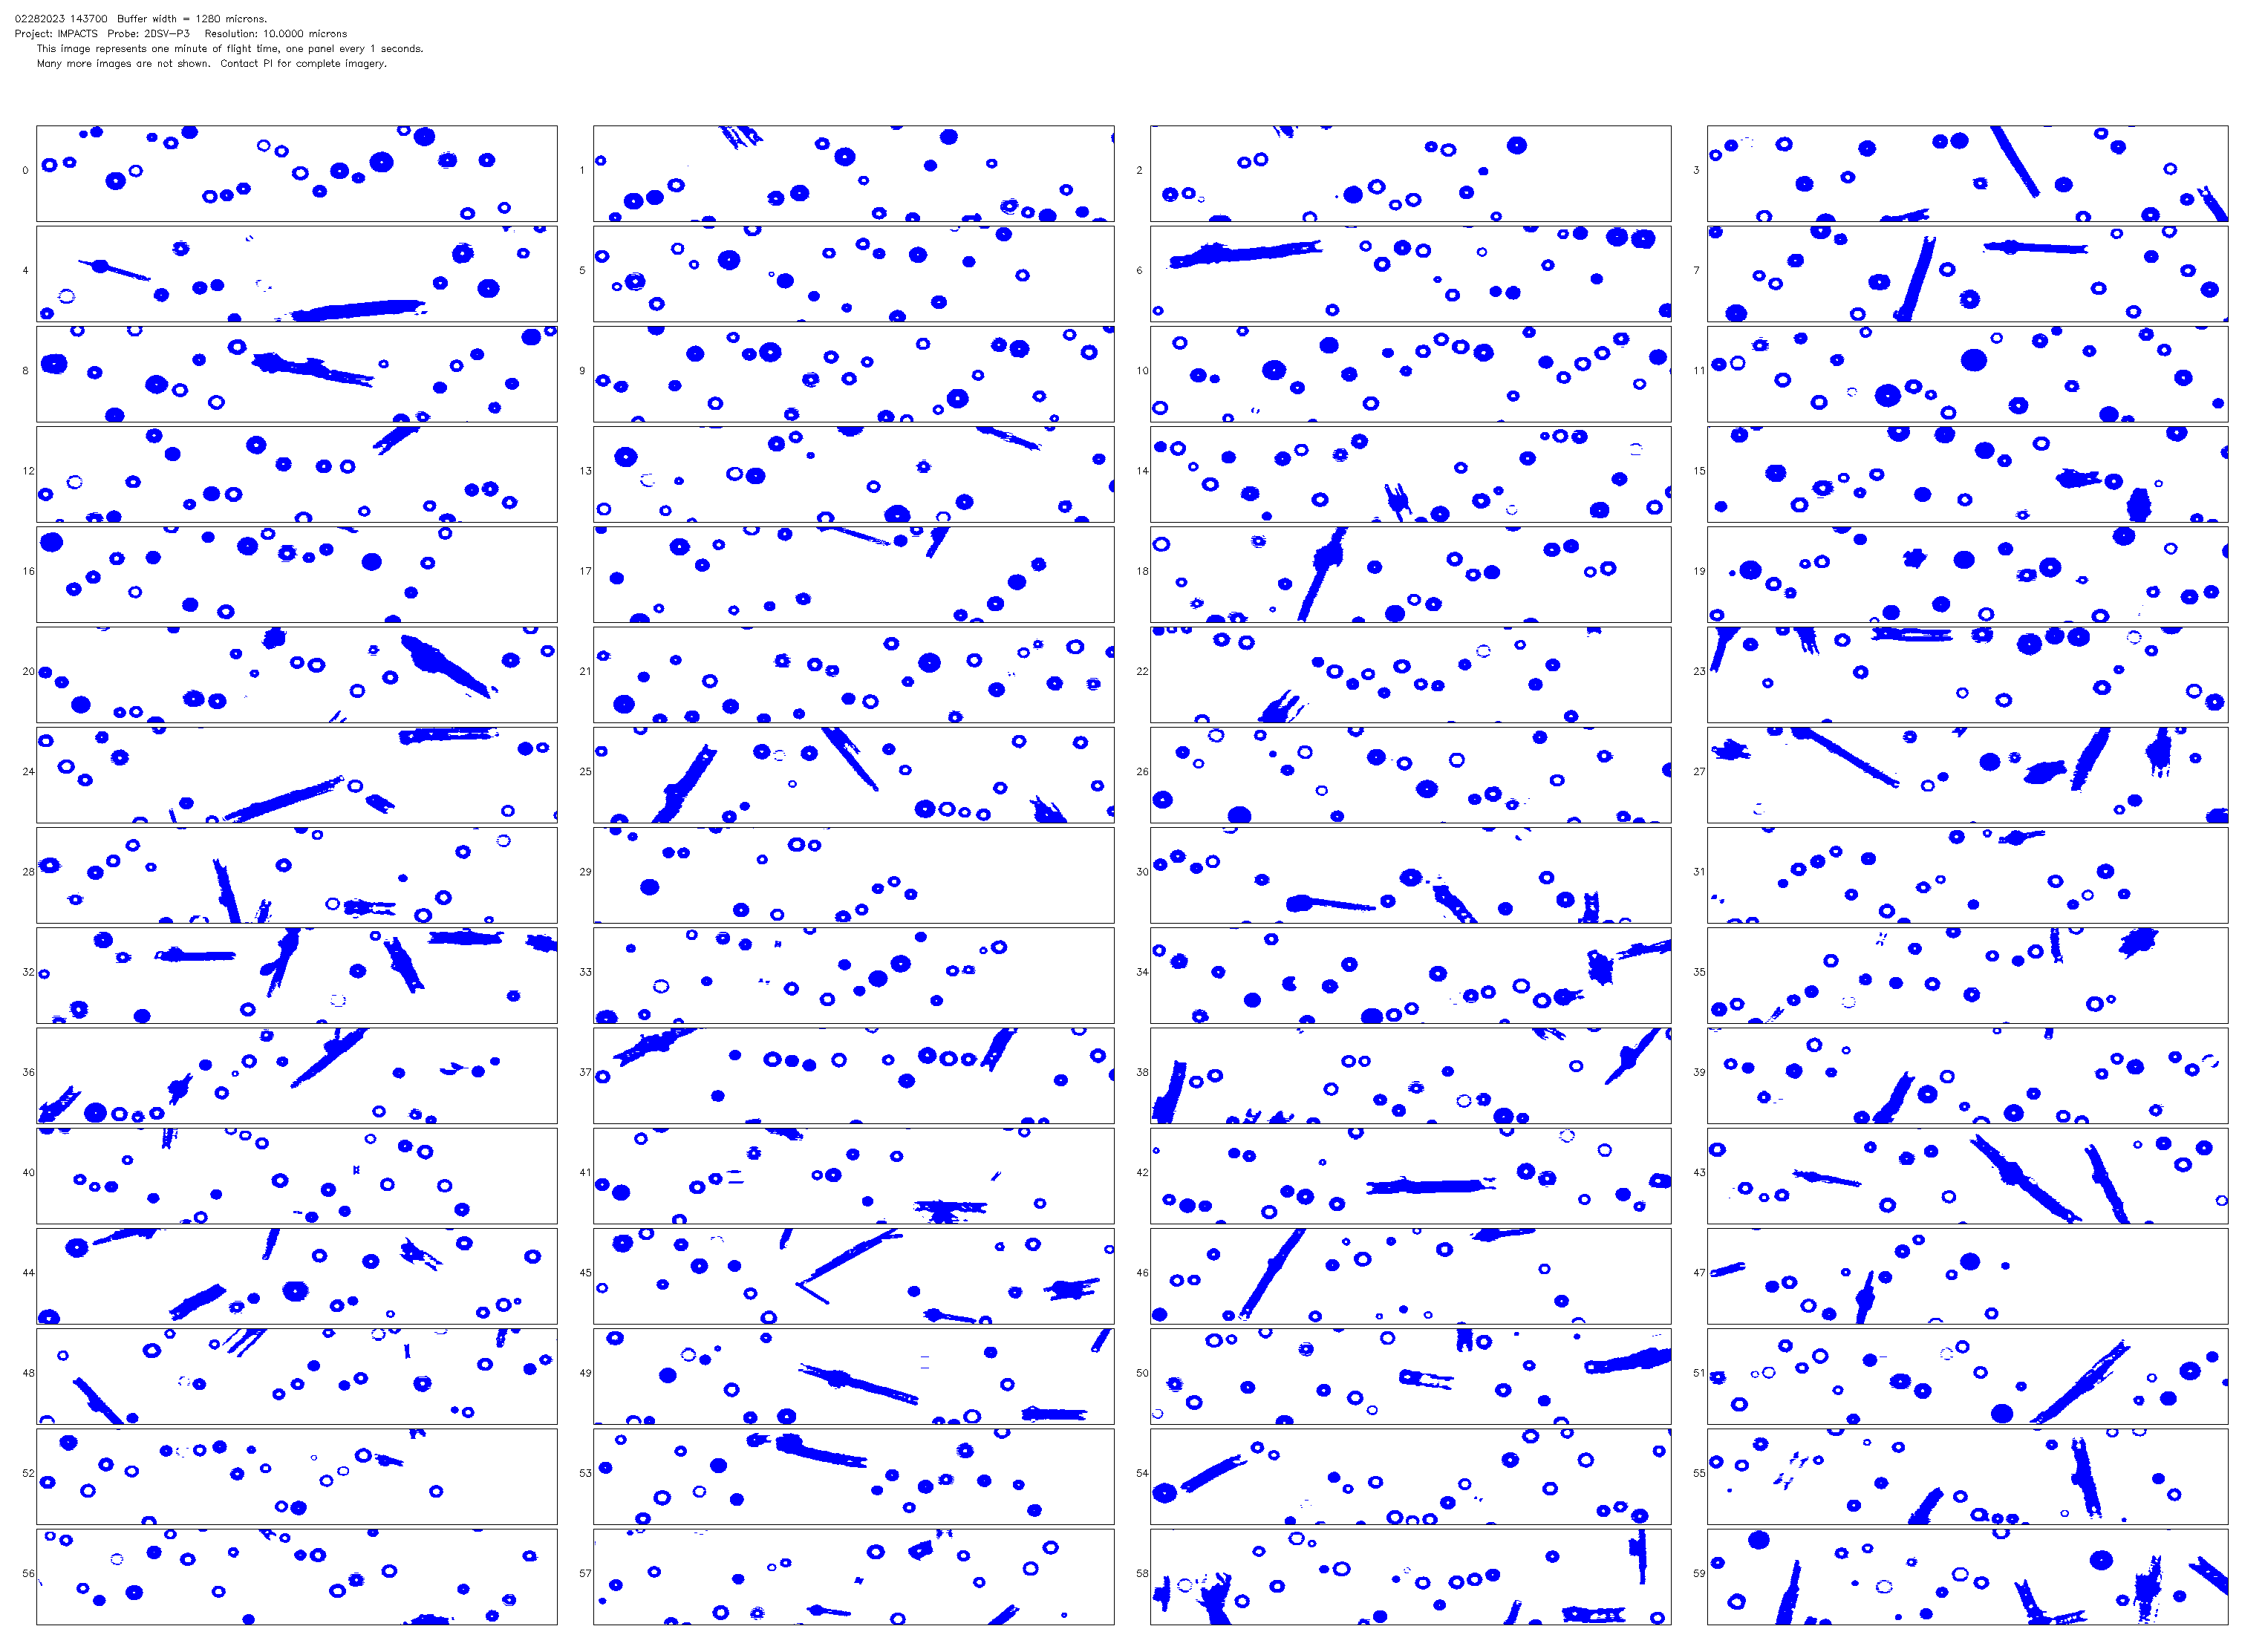 02282023 143700  Buffer width = 1280 microns.
Project: IMPACTS  Probe: 2DSV-P3    Resolution: 10.0000 microns
This image represents one minute of flight time, one panel every 1 seconds.
Many more images are not shown.  Contact PI for complete imagery.
0 1 2 3
4 5 6 7
8 9 10 11
12 13 14 15
16 17 18 19
20 21 22 23
24 25 26 27
28 29 30 31
32 33 34 35
36 37 38 39
40 41 42 43
44 45 46 47
48 49 50 51
52 53 54 55
56 57 58 59